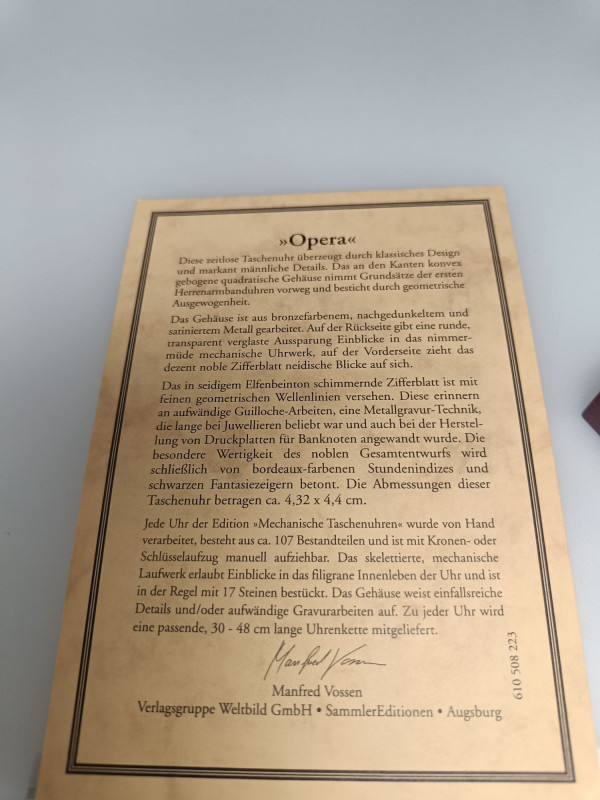 »Opera«
Diese zeitlose Taschenuhr überzeugt durch klassisches Design
und markant männliche Details. Das an den Kanten konvex
gebogene quadratische Gehäuse nimmt Grundsätze der ersten
Herrenarmbanduhren vorweg und besticht durch geometrische
Ausgewogenheit.
Das Gehäuse ist aus bronzefarbenem, nachgedunkeltem und
satiniertem Metall gearbeitet. Auf der Rückseite gibt eine runde,
transparent verglaste Aussparung Einblicke in das nimmer-
müde mechanische Uhrwerk, auf der Vorderseite zieht das
dezent noble Zifferblatt neidische Blicke auf sich.
Das in seidigem Elfenbeinton schimmernde Zifferblatt ist mit
feinen geometrischen Wellenlinien versehen. Diese erinnern
an aufwändige Guilloche-Arbeiten, eine Metallgravur-Technik,
die lange bei Juwellieren beliebt war und auch bei der Herstel-
lung von Druckplatten für Banknoten angewandt wurde. Die
besondere Wertigkeit des noblen Gesamtentwurfs wird
schließlich von bordeaux-farbenen Stundenindizes und
schwarzen Fantasiezeigern betont. Die Abmessungen dieser
Taschenuhr betragen ca. 4,32 x 4,4 cm.
Jede Uhr der Edition »Mechanische Taschenuhren« wurde von Hand
verarbeitet, besteht aus ca. 107 Bestandteilen und ist mit Kronen- oder
Schlüsselaufzug manuell aufziehbar. Das skelettierte, mechanische
Laufwerk erlaubt Einblicke in das filigrane Innenleben der Uhr und ist
in der Regel mit 17 Steinen bestückt. Das Gehäuse weist einfallsreiche
Details und/oder aufwändige Gravurarbeiten auf. Zu jeder Uhr wird
eine passende, 30 - 48 cm lange Uhrenkette mitgeliefert.
Manfred Vossen
Manfred Vossen
Verlagsgruppe Weltbild GmbH • SammlerEditionen • Augsburg
610 508 223